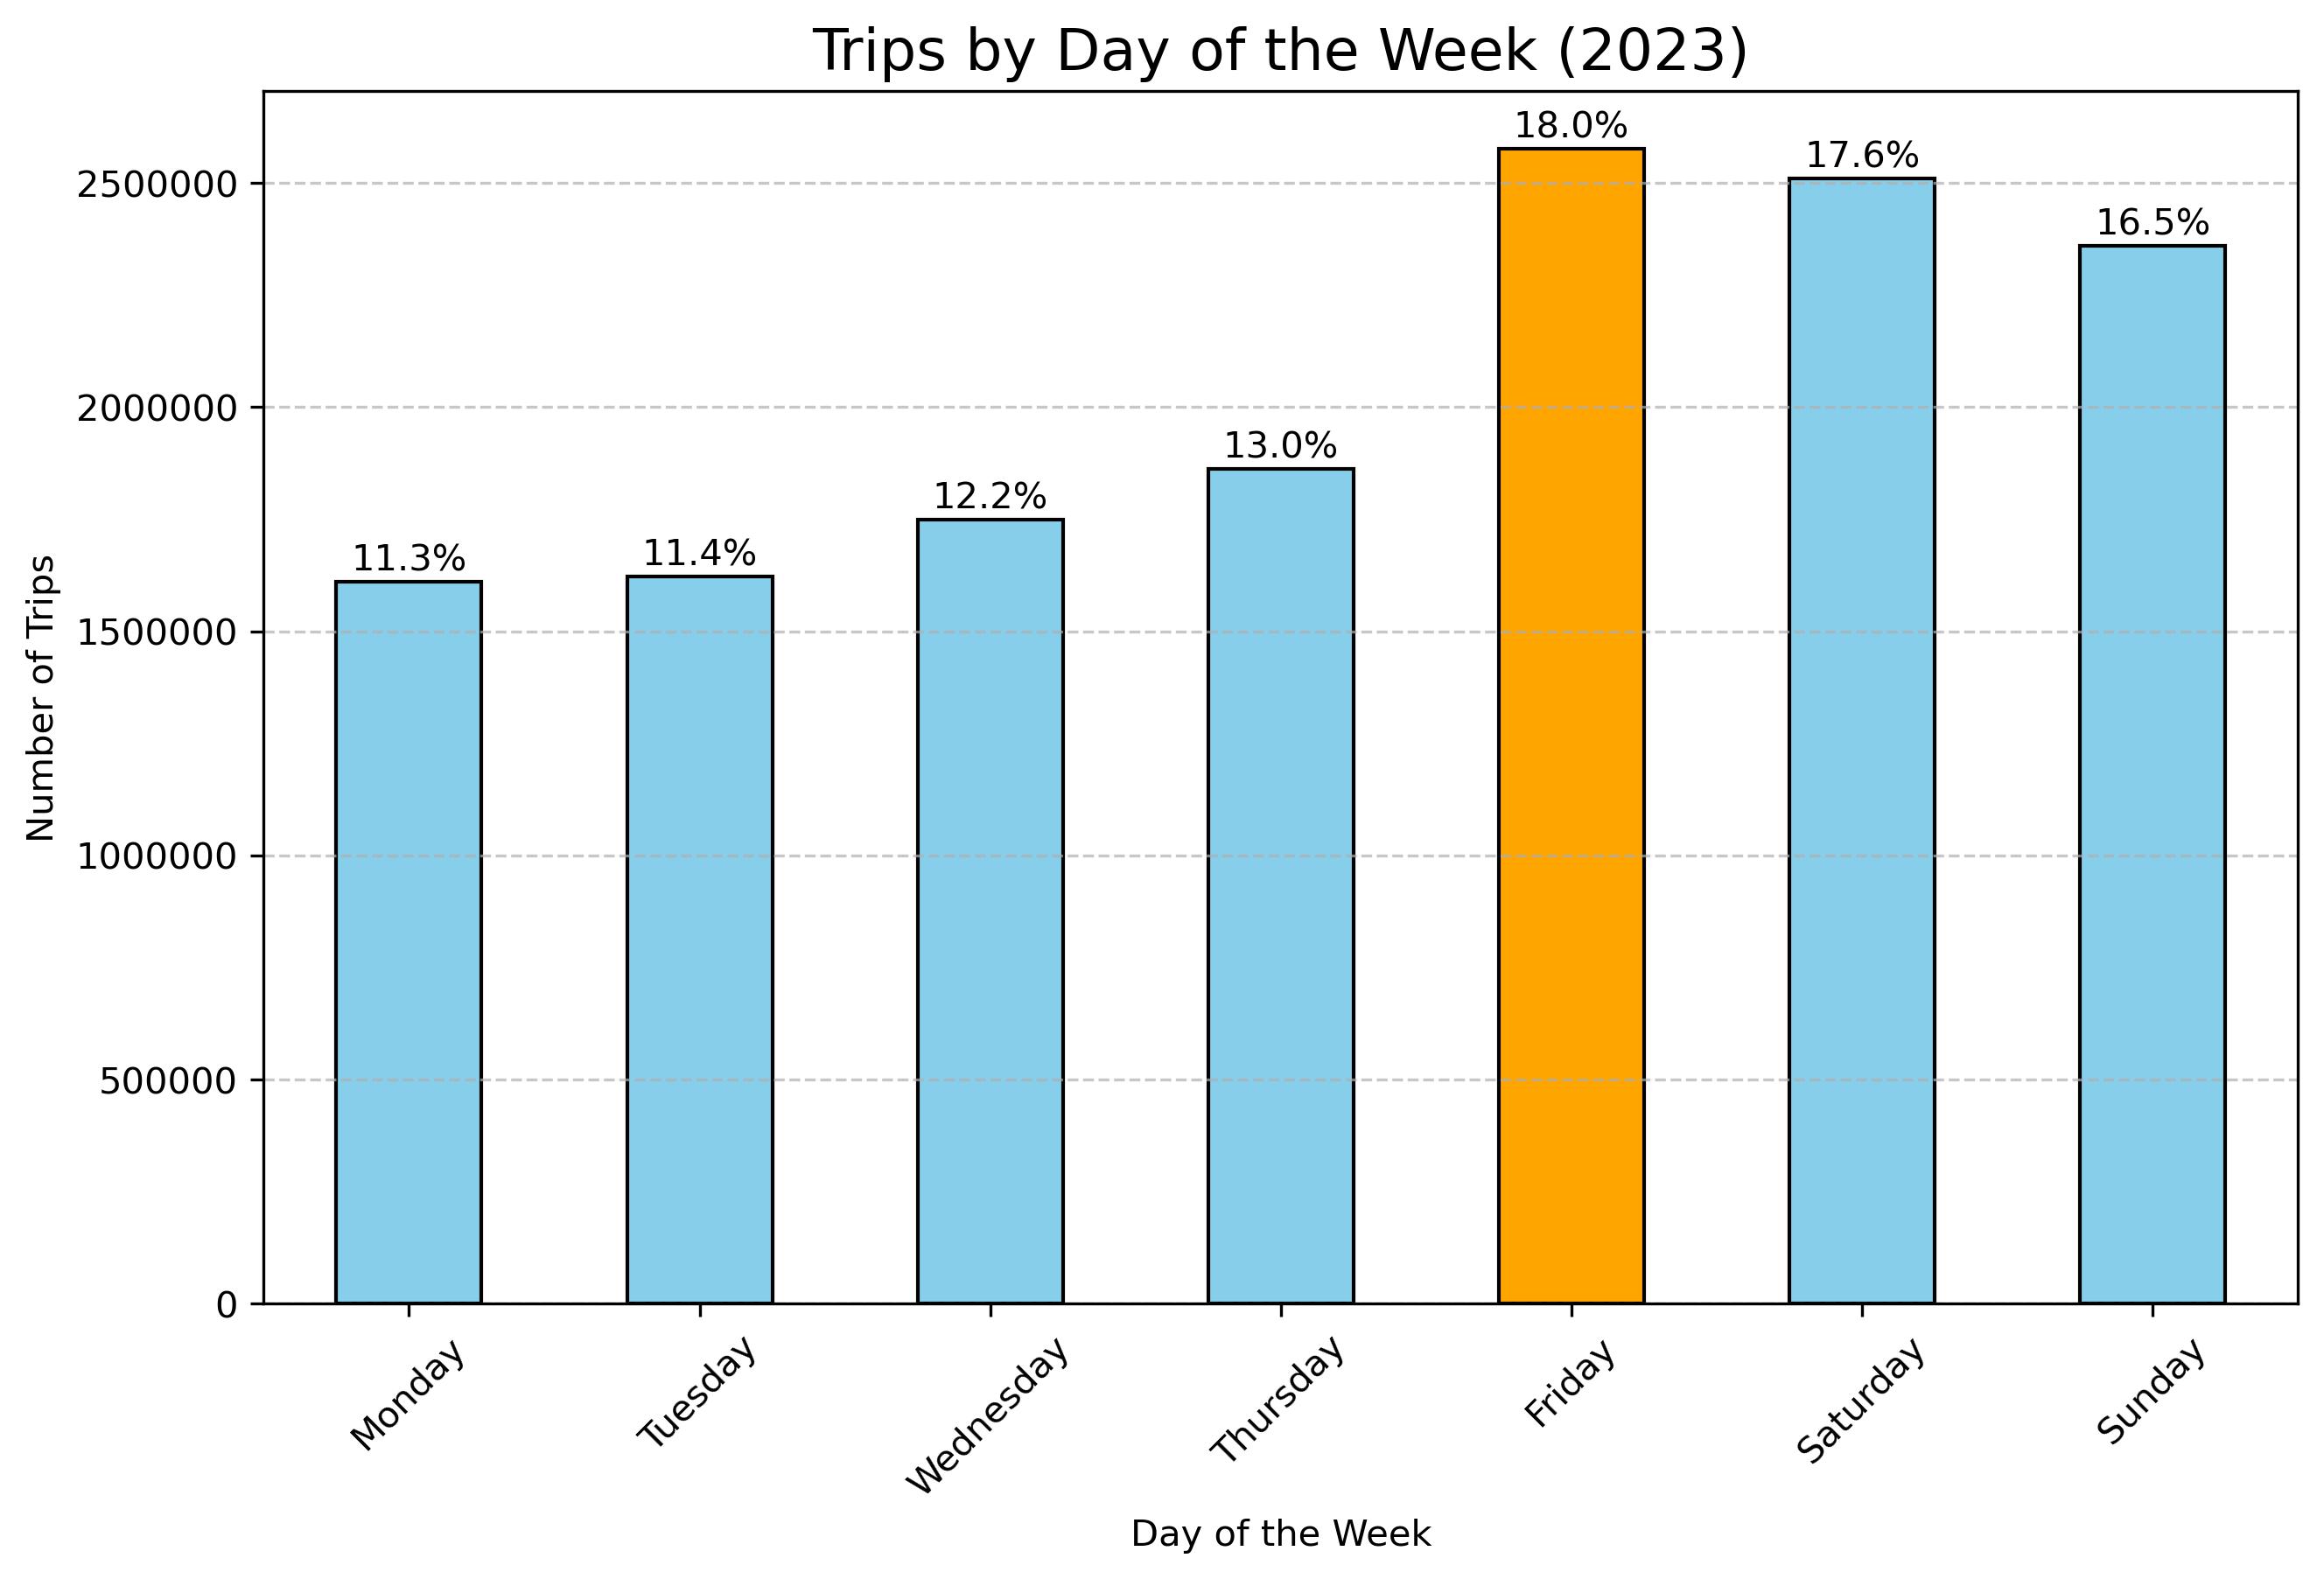 Trips by Day of the Week (2023)
Number of Trips
2500000
2000000
1500000
1000000
500000
0
11.3%
11.4%
12.2%
13.0%
18.0%
17.6%
16.5%
Monday
Tuesday
Wednesday
Thursday
Friday
Saturday
Sunday
Day of the Week